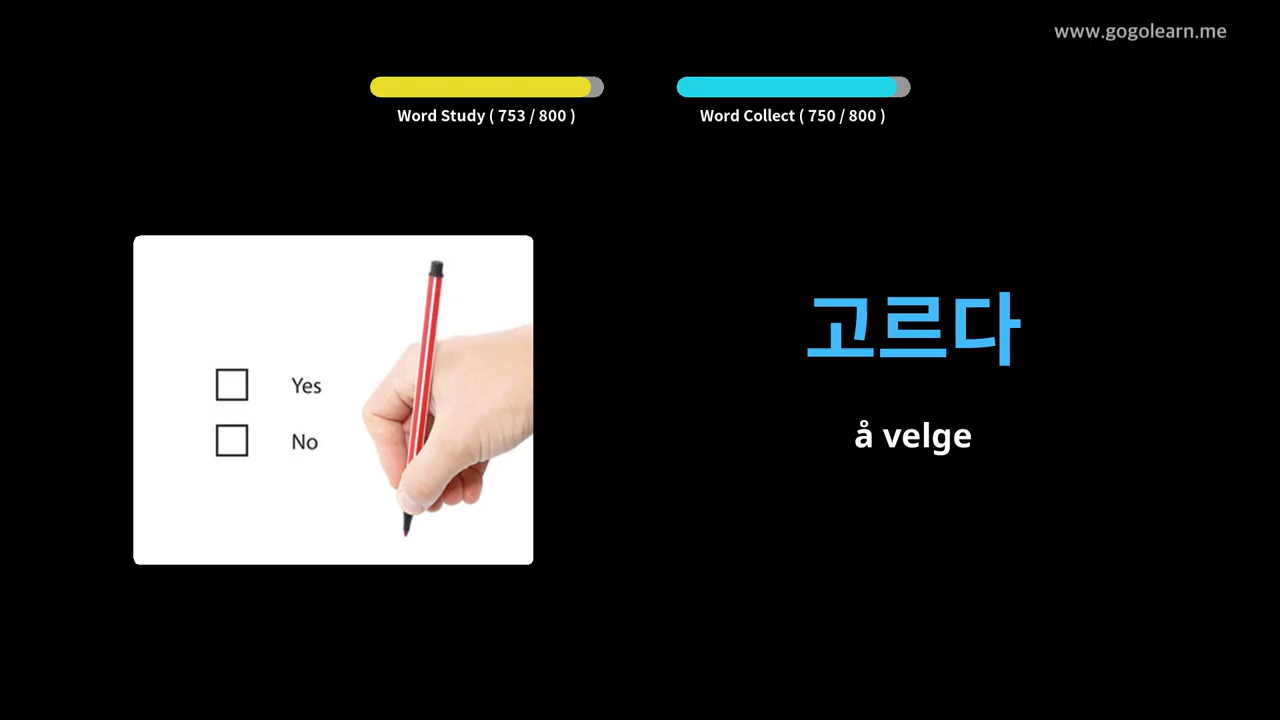 www.gogolearn.me
Word Study ( 753 / 800 )
Word Collect ( 750 / 800 )
Yes
No
고르다
å velge